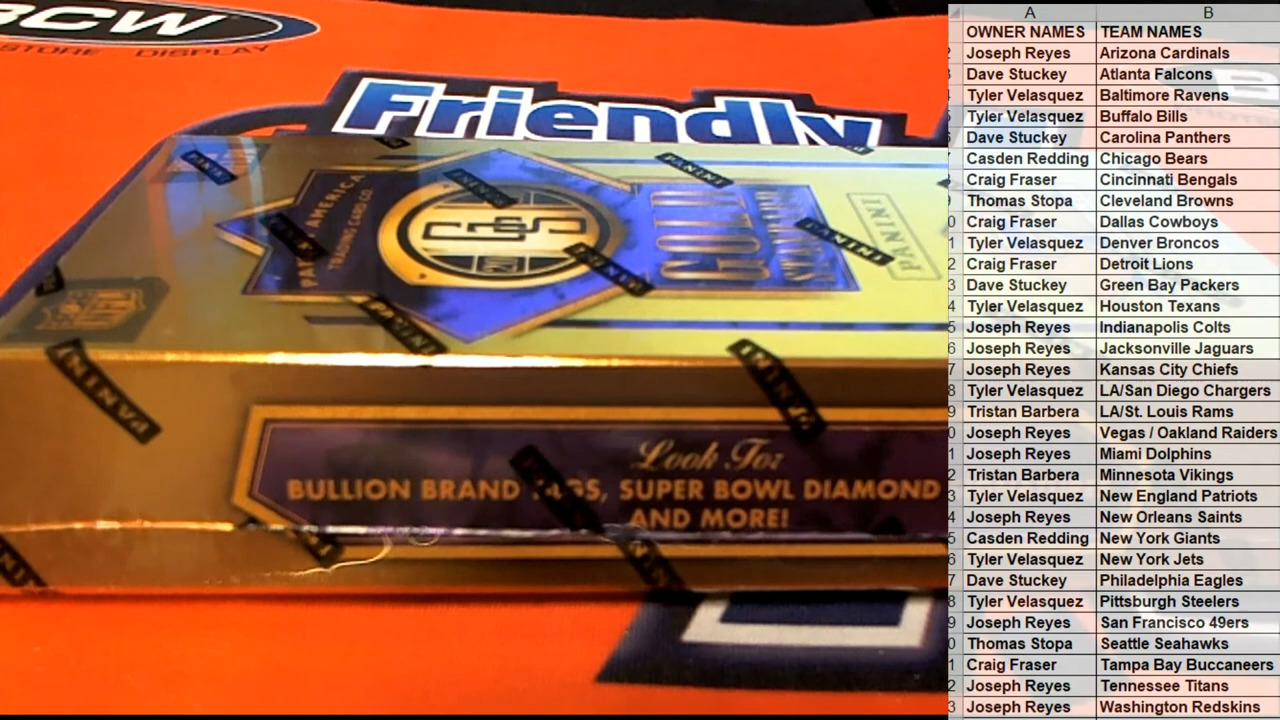 BCW
STORE DISPLAY
Friendly
PANINI AMERICA
TRADING CARD CO.
GS
GOLD
STANDARD
PANINI
NFL
Look For
BULLION BRAND TAGS, SUPER BOWL DIAMOND
AND MORE!
A B
OWNER NAMES TEAM NAMES
Joseph Reyes Arizona Cardinals
Dave Stuckey Atlanta Falcons
Tyler Velasquez Baltimore Ravens
Tyler Velasquez Buffalo Bills
Dave Stuckey Carolina Panthers
Casden Redding Chicago Bears
Craig Fraser Cincinnati Bengals
Thomas Stopa Cleveland Browns
Craig Fraser Dallas Cowboys
Tyler Velasquez Denver Broncos
Craig Fraser Detroit Lions
Dave Stuckey Green Bay Packers
Tyler Velasquez Houston Texans
Joseph Reyes Indianapolis Colts
Joseph Reyes Jacksonville Jaguars
Joseph Reyes Kansas City Chiefs
Tyler Velasquez LA/San Diego Chargers
Tristan Barbera LA/St. Louis Rams
Joseph Reyes Vegas / Oakland Raiders
Joseph Reyes Miami Dolphins
Tristan Barbera Minnesota Vikings
Tyler Velasquez New England Patriots
Joseph Reyes New Orleans Saints
Casden Redding New York Giants
Tyler Velasquez New York Jets
Dave Stuckey Philadelphia Eagles
Tyler Velasquez Pittsburgh Steelers
Joseph Reyes San Francisco 49ers
Thomas Stopa Seattle Seahawks
Craig Fraser Tampa Bay Buccaneers
Joseph Reyes Tennessee Titans
Joseph Reyes Washington Redskins